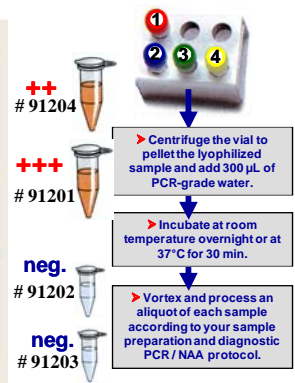 1
2
3
4
++
# 91204
+++
# 91201
neg.
# 91202
neg.
# 91203
➤ Centrifuge the vial to
pellet the lyophilized
sample and add 300 µL of
PCR-grade water.
➤ Incubate at room
temperature overnight or at
37°C for 30 min.
➤ Vortex and process an
aliquot of each sample
according to your sample
preparation and diagnostic
PCR / NAA protocol.